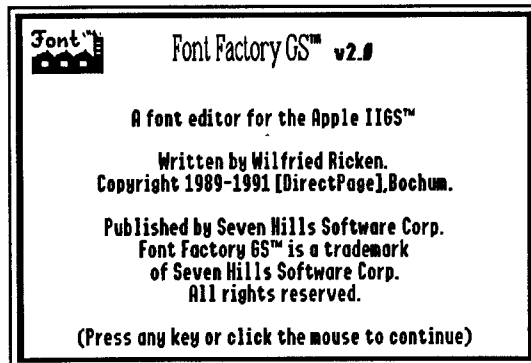 Font™
Font Factory GS™ v2.0
A font editor for the Apple IIGS™
Written by Wilfried Ricken.
Copyright 1989-1991 [DirectPage],Bochum.
Published by Seven Hills Software Corp.
Font Factory GS™ is a trademark
of Seven Hills Software Corp.
All rights reserved.
(Press any key or click the mouse to continue)